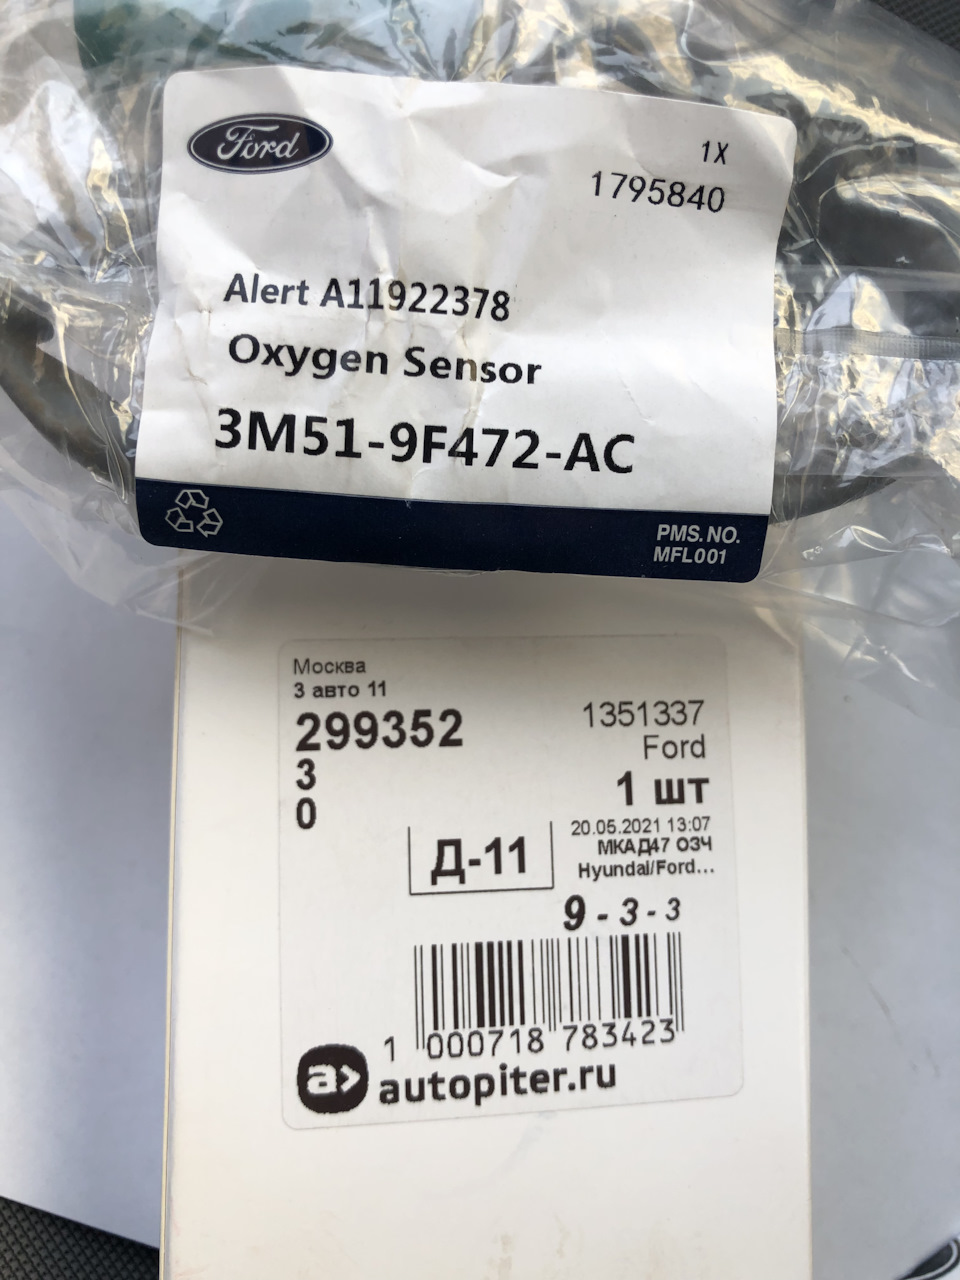 Ford
1X
1795840
Alert A11922378
Oxygen Sensor
3M51-9F472-AC
PMS.NO.
MFL001
Москва
3 авто 11
299352
3
0
1351337
Ford
1 шт
20.05.2021 13:07
МКАД47 ОЗЧ
Hyundai/Ford...
Д-11
9 - 3 - 3
1 000718 783423
a> autopiter.ru